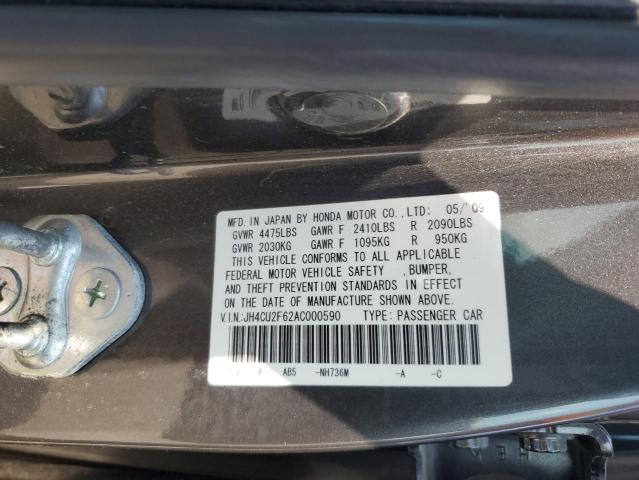 MFD. IN JAPAN BY HONDA MOTOR CO.,LTD: 05/'09
GVWR 4475LBS GAWR F 2410LBS R 2090LBS
GVWR 2030KG GAWR F 1095KG R 950KG
THIS VEHICLE CONFORMS TO ALL APPLICABLE
FEDERAL MOTOR VEHICLE SAFETY ,BUMPER,
AND THEFT PREVENTION STANDARDS IN EFFECT
ON THE DATE OF MANUFACTURE SHOWN ABOVE.
V.I.N.:JH4CU2F62AC000590 TYPE: PASSENGER CAR
A AB5 -NH736M -A -C